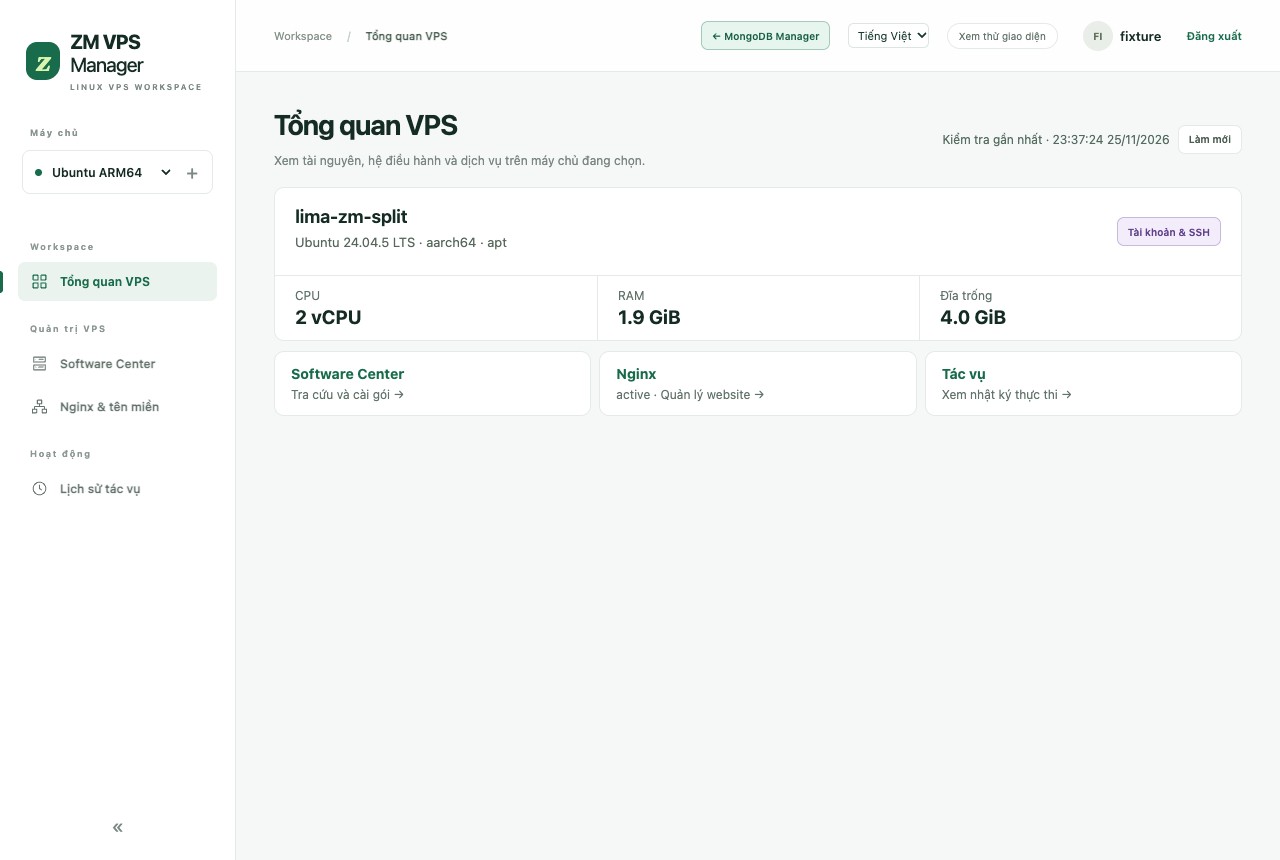 ZM VPS
Manager
LINUX VPS WORKSPACE
Máy chủ
Ubuntu ARM64
Workspace
Tổng quan VPS
Quản trị VPS
Software Center
Nginx & tên miền
Hoạt động
Lịch sử tác vụ
«
Workspace / Tổng quan VPS
← MongoDB Manager
Tiếng Việt
Xem thử giao diện
FI
fixture
Đăng xuất
Tổng quan VPS
Xem tài nguyên, hệ điều hành và dịch vụ trên máy chủ đang chọn.
Kiểm tra gần nhất · 23:37:24 25/11/2026
Làm mới
lima-zm-split
Ubuntu 24.04.5 LTS · aarch64 · apt
Tài khoản & SSH
CPU
2 vCPU
RAM
1.9 GiB
Đĩa trống
4.0 GiB
Software Center
Tra cứu và cài gói →
Nginx
active · Quản lý website →
Tác vụ
Xem nhật ký thực thi →